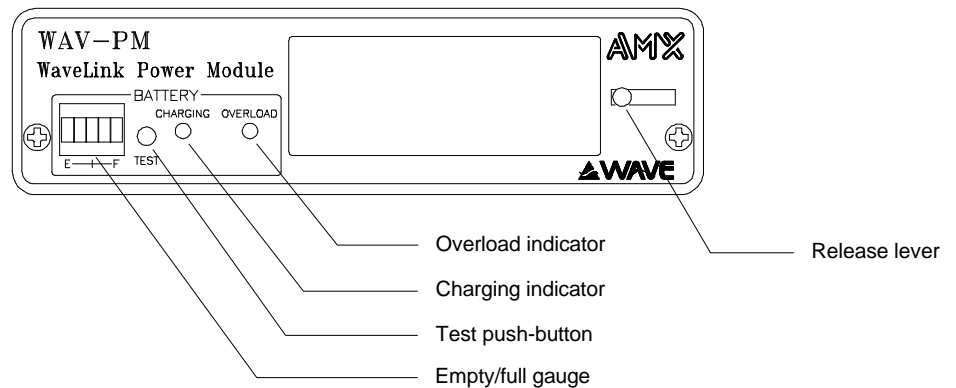 WAV-PM
AMX
WaveLink Power Module
BATTERY
CHARGING OVERLOAD
E I F TEST
WAVE
Overload indicator
Release lever
Charging indicator
Test push-button
Empty/full gauge